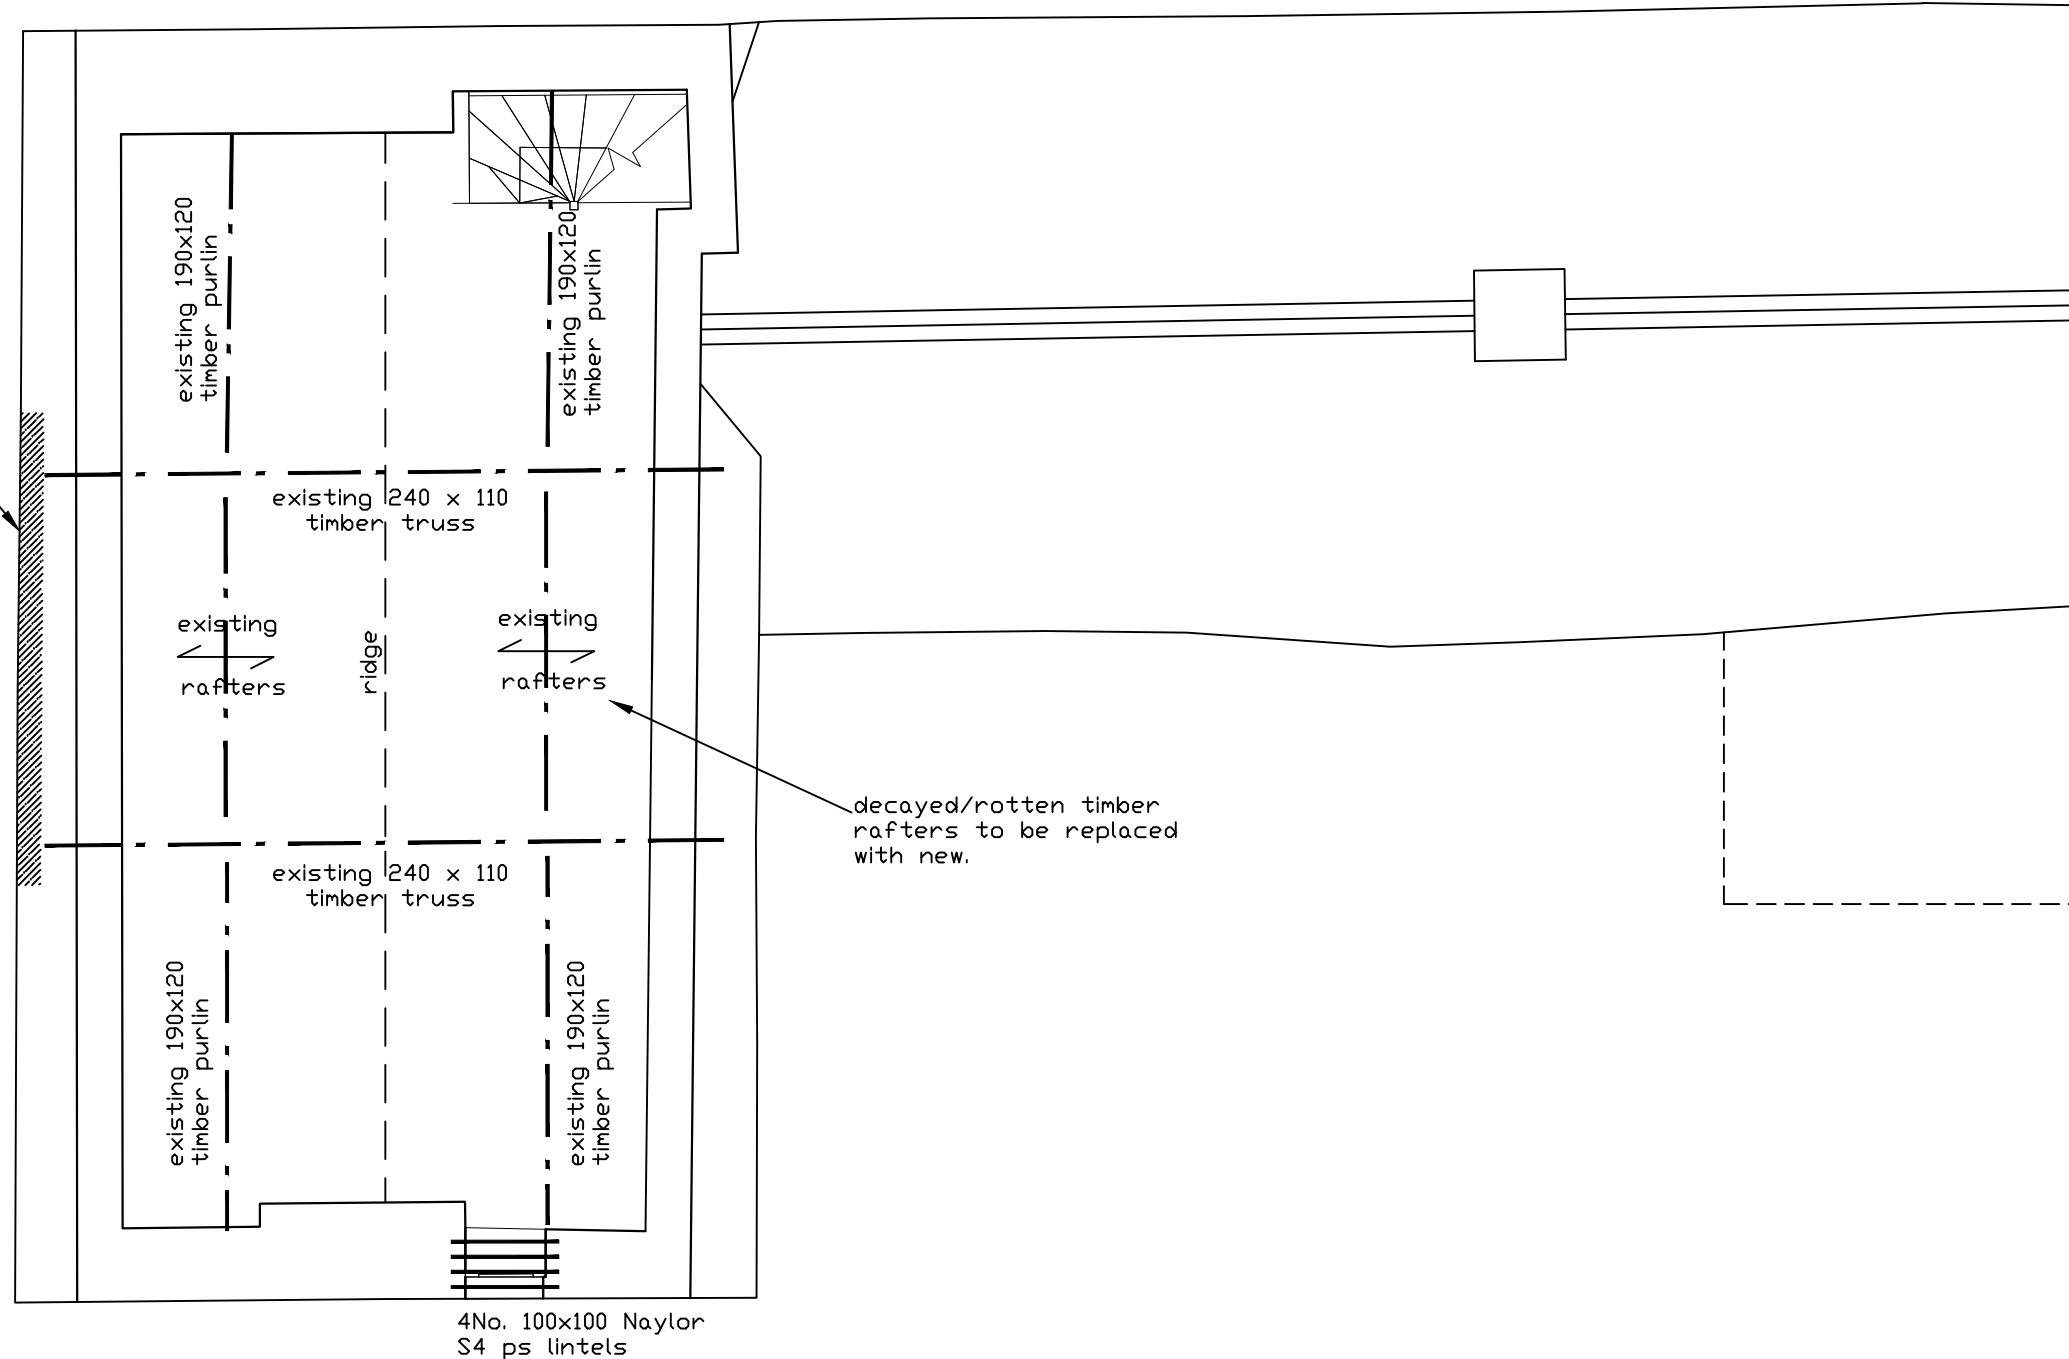 existing 190x120
timber purlin
existing 190x120
timber purlin
existing 240 x 110
timber truss
existing
rafters
ridge
existing
rafters
decayed/rotten timber
rafters to be replaced
with new.
existing 240 x 110
timber truss
existing 190x120
timber purlin
existing 190x120
timber purlin
4No. 100x100 Naylor
S4 ps lintels